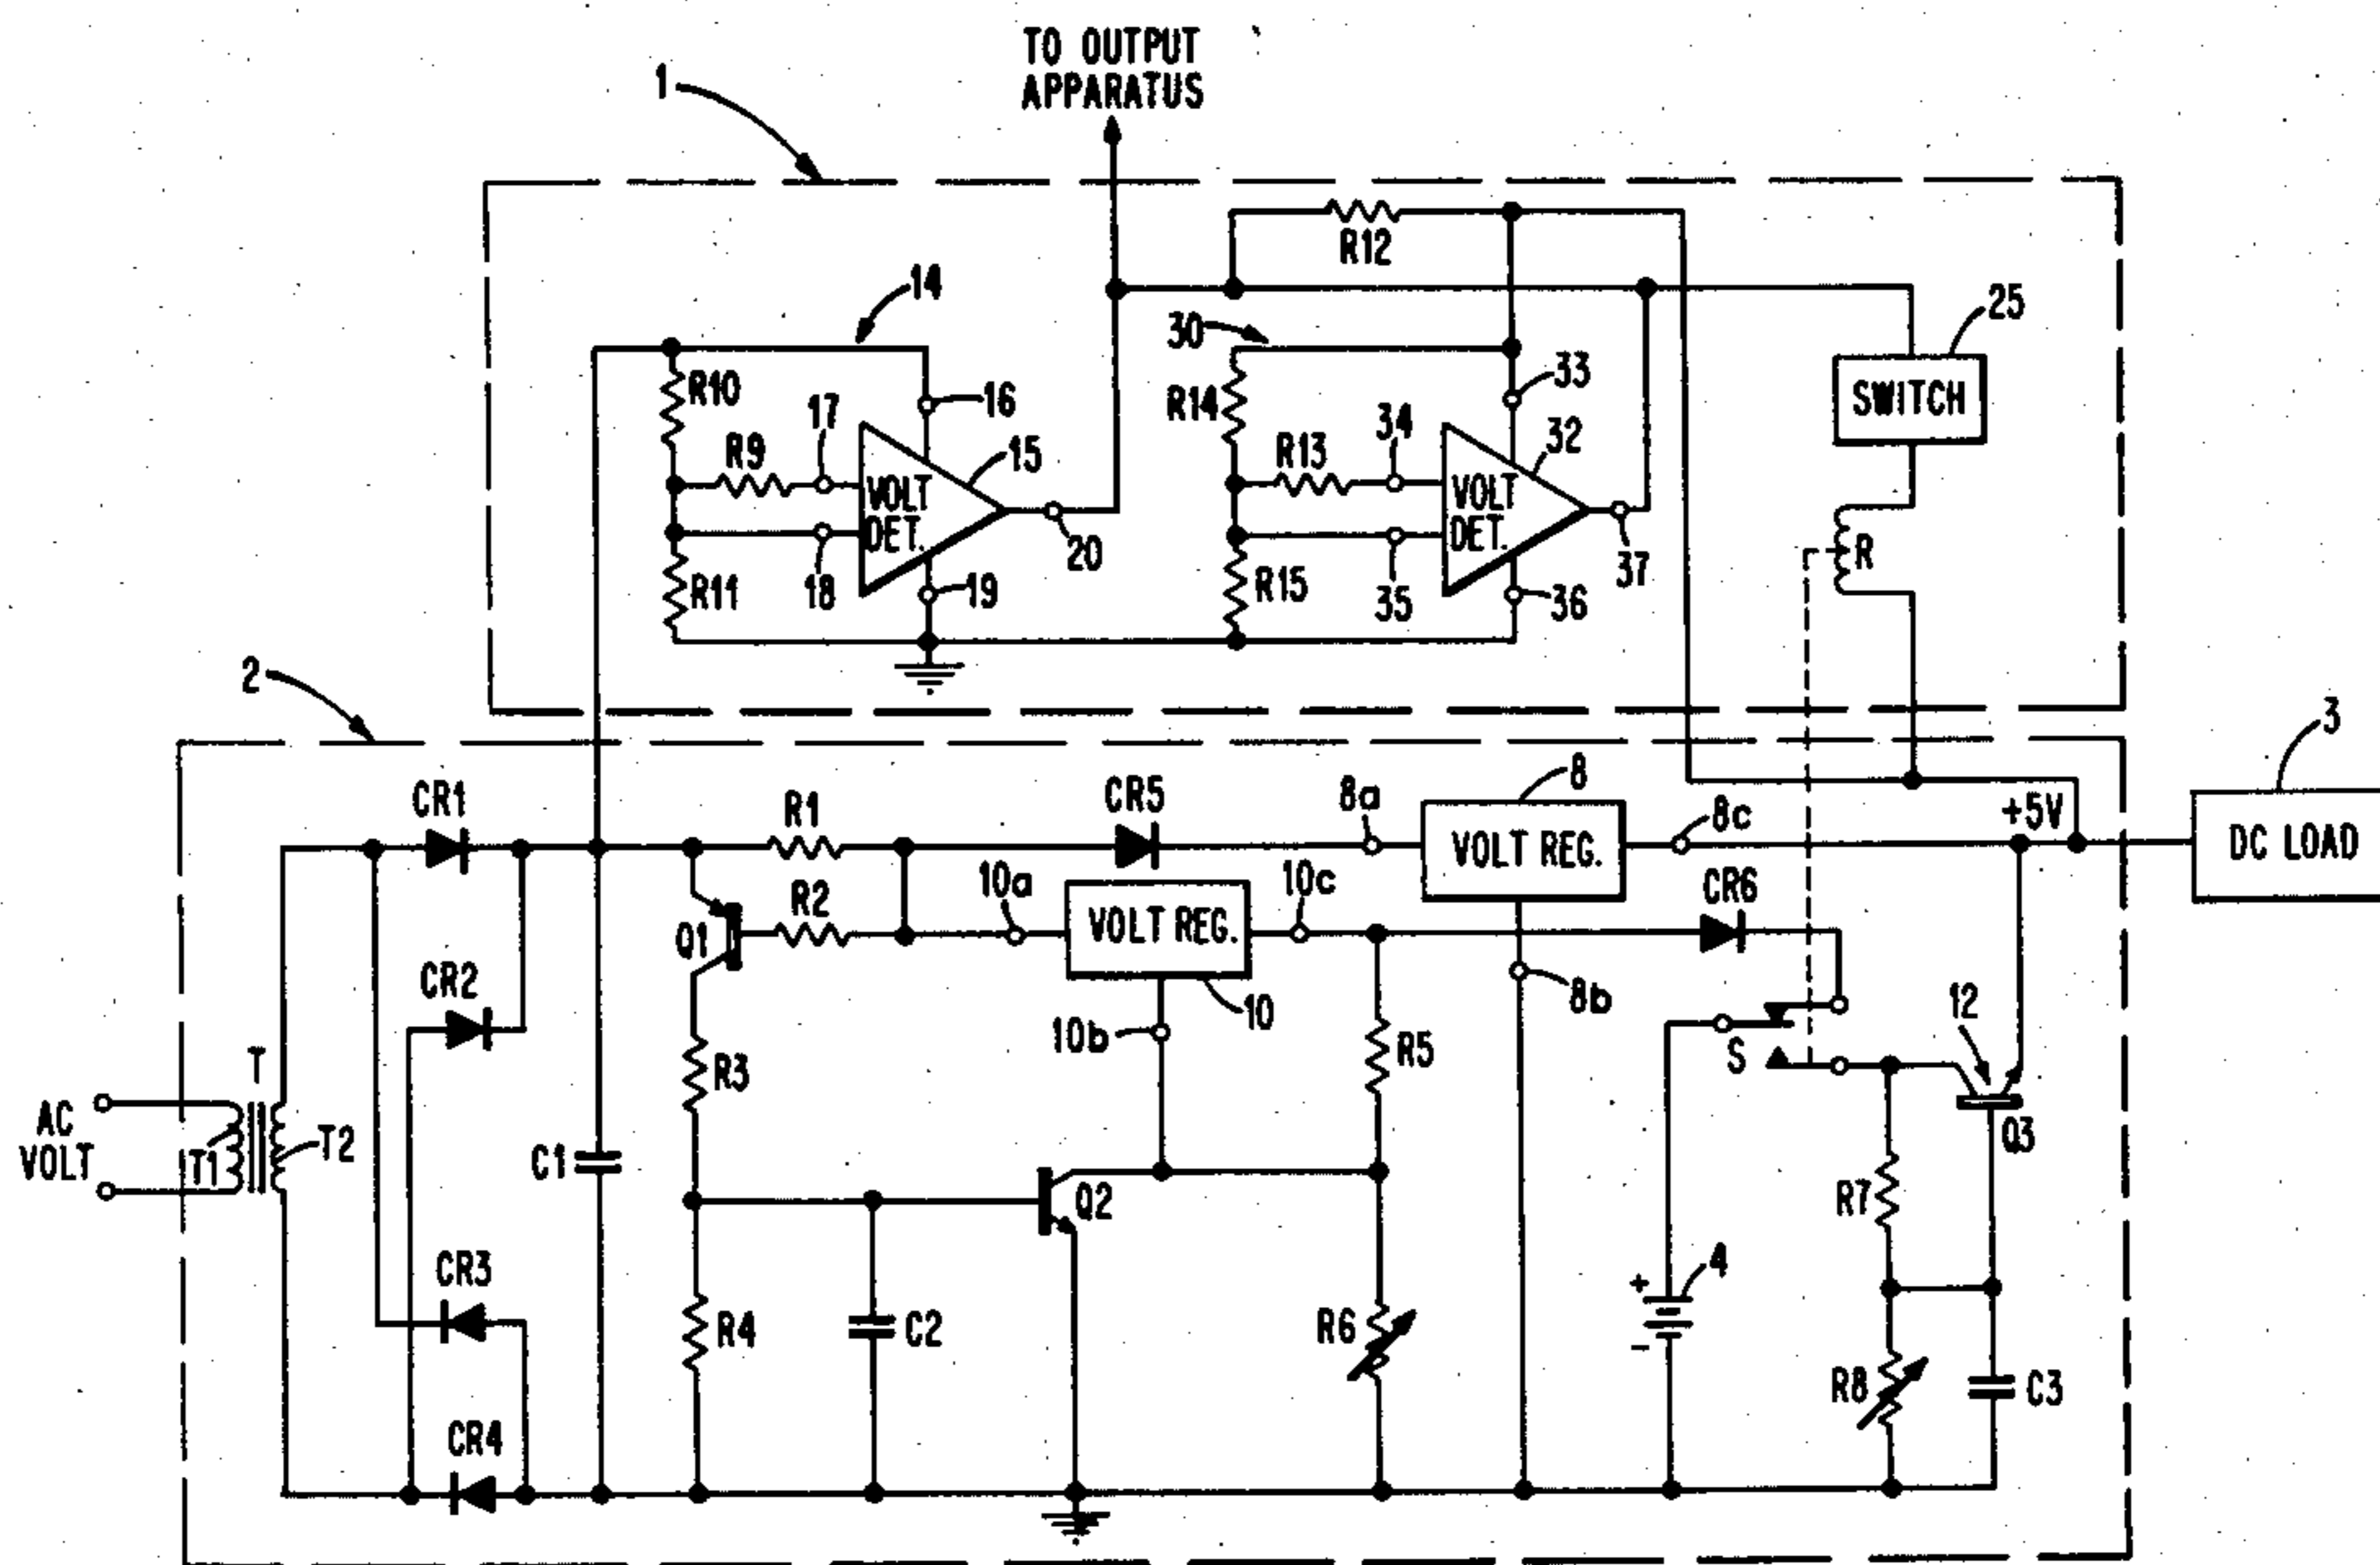 TO OUTPUT
APPARATUS
1
R12
14
25
30
SWITCH
R10
16
33
17
R14
34
R9
15
R13
32
VOLT
DET.
VOLT
DET.
20
37
R
R11
18
19
R15
35
36
2
3
8
CR1
R1
CR5
8a
8c
+5V
VOLT REG.
DC LOAD
R2
10a
10c
CR6
Q1
VOLT REG.
CR2
8b
12
10
10b
R5
S
T
R3
AC
VOLT
T1
T2
C1
Q3
Q2
R7
4
+
-
CR3
R4
C2
R6
R8
C3
CR4